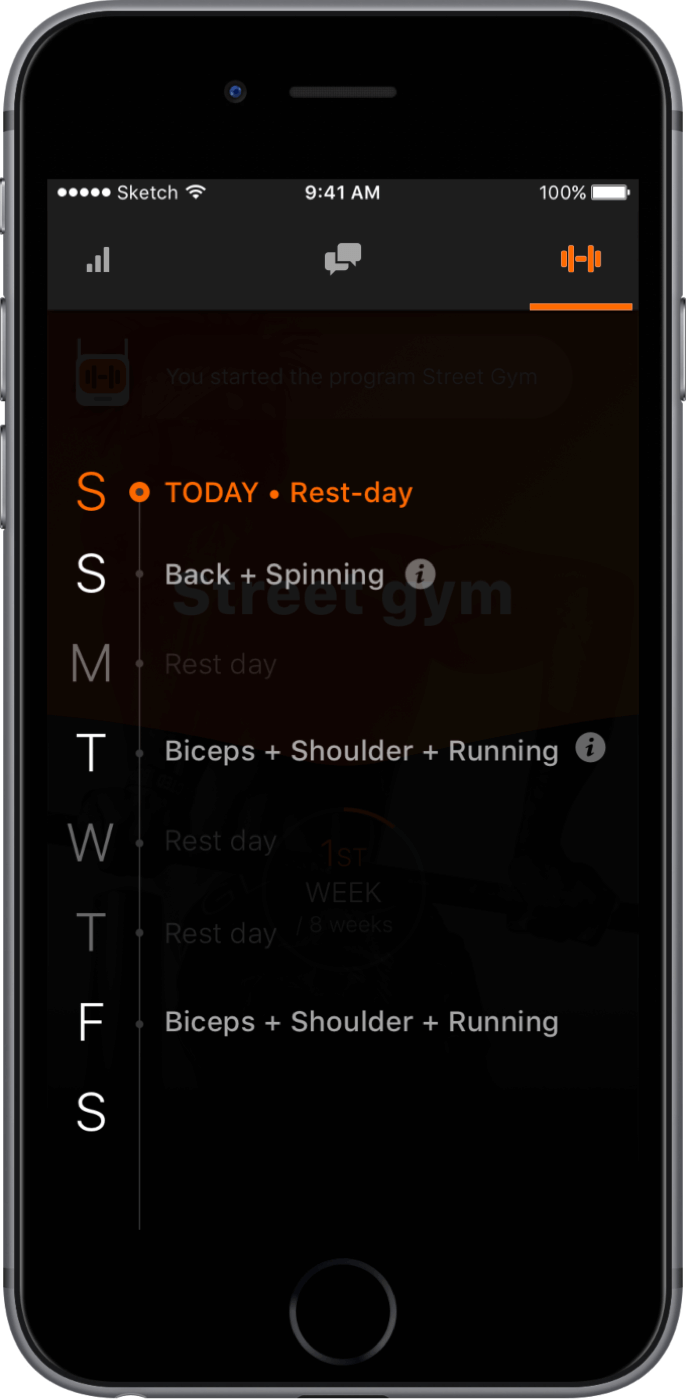 Sketch 9:41 AM 100%
You started the program Street Gym
S TODAY • Rest-day
S Back + Spinning i
Street gym
M Rest day
T Biceps + Shoulder + Running i
W Rest day
1ST
WEEK
/ 8 weeks
T Rest day
F Biceps + Shoulder + Running
S